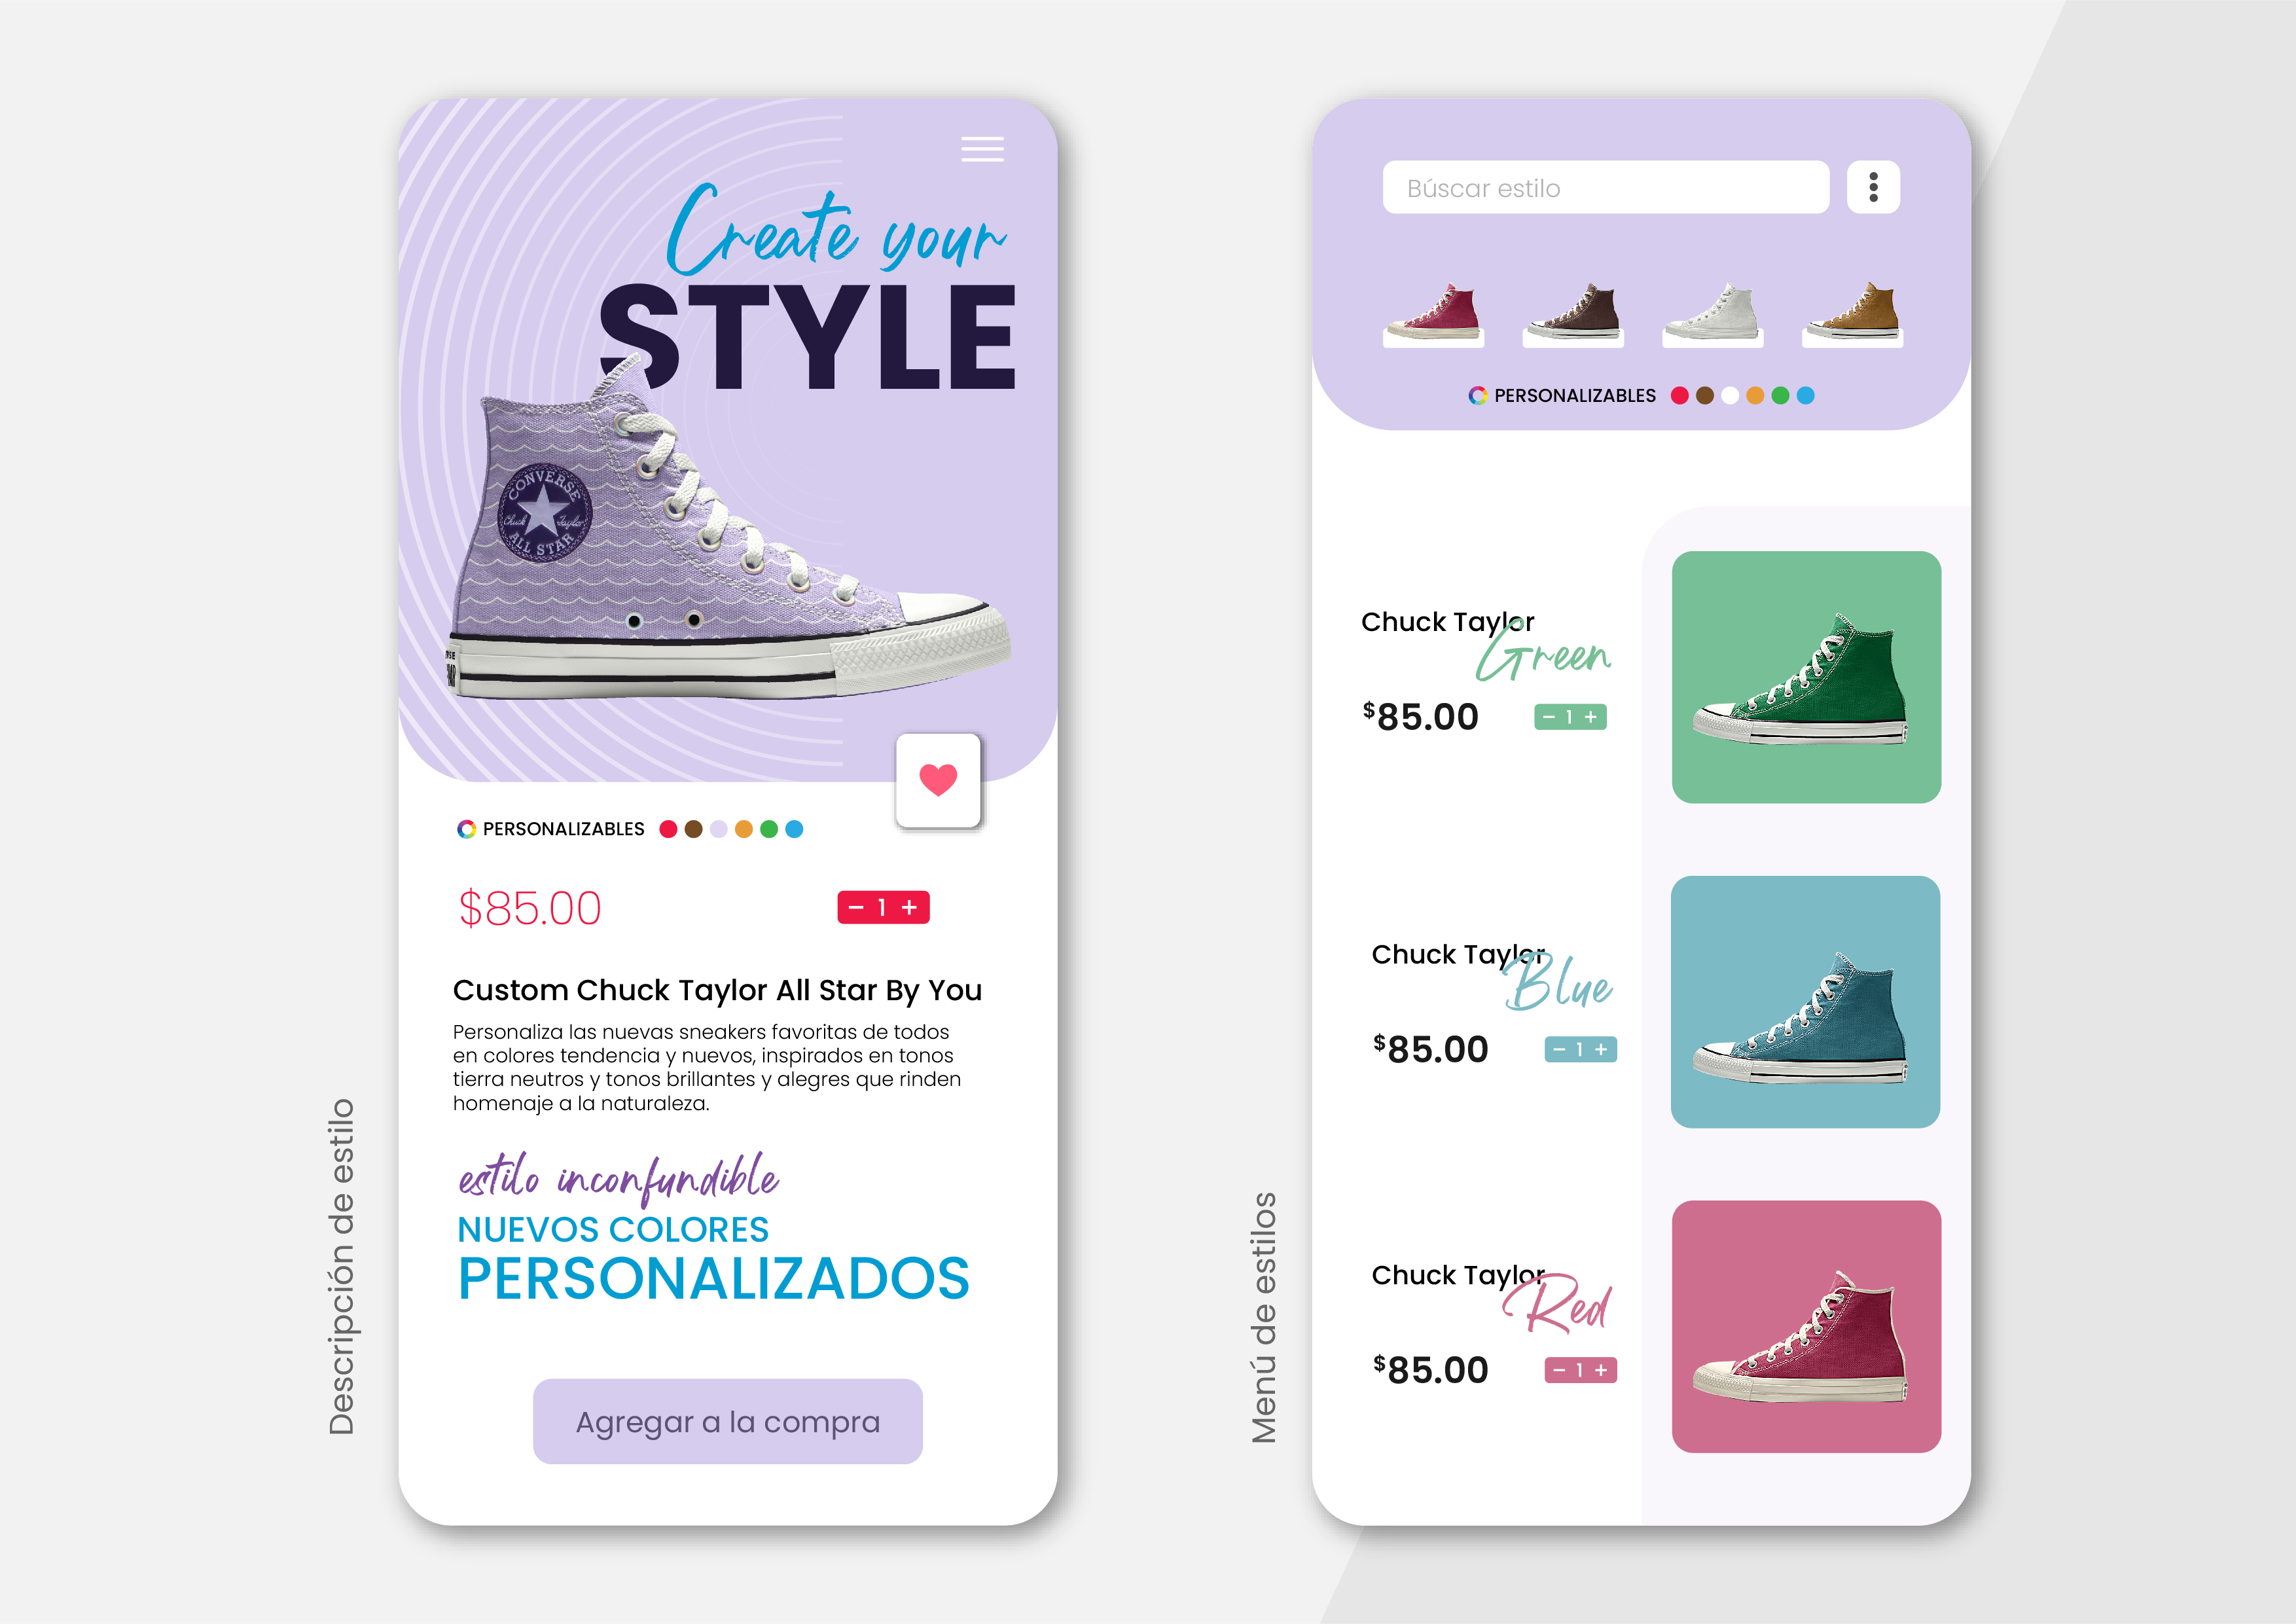 Descripción de estilo
Create your
STYLE
CONVERSE
Chuck Taylor
ALL STAR
PERSONALIZABLES
$85.00
− 1 +
Custom Chuck Taylor All Star By You
Personaliza las nuevas sneakers favoritas de todos
en colores tendencia y nuevos, inspirados en tonos
tierra neutros y tonos brillantes y alegres que rinden
homenaje a la naturaleza.
estilo inconfundible
NUEVOS COLORES
PERSONALIZADOS
Agregar a la compra
Menú de estilos
Búscar estilo
PERSONALIZABLES
Chuck Taylor
Green
$85.00
− 1 +
Chuck Taylor
Blue
$85.00
− 1 +
Chuck Taylor
Red
$85.00
− 1 +